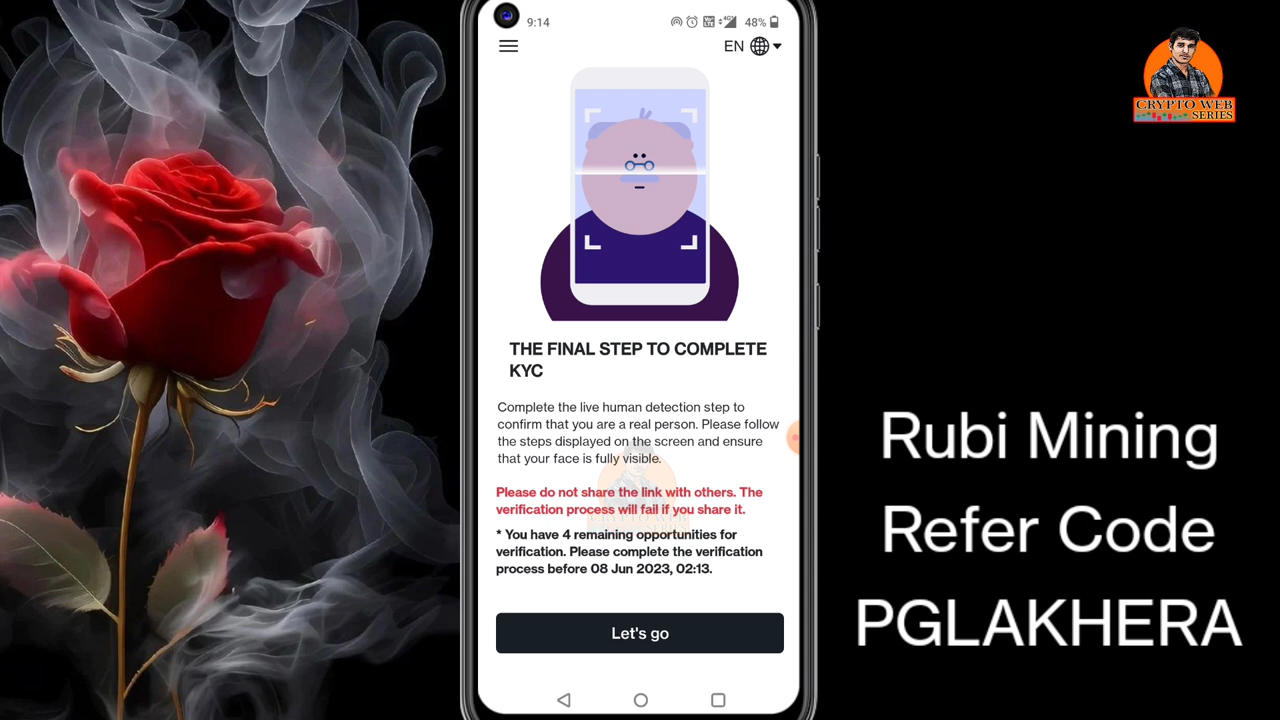 9:14
48%
EN
THE FINAL STEP TO COMPLETE
KYC
Complete the live human detection step to
confirm that you are a real person. Please follow
the steps displayed on the screen and ensure
that your face is fully visible.
Please do not share the link with others. The
verification process will fail if you share it.
* You have 4 remaining opportunities for
verification. Please complete the verification
process before 08 Jun 2023, 02:13.
Let's go
CRYPTO WEB
SERIES
Rubi Mining
Refer Code
PGLAKHERA